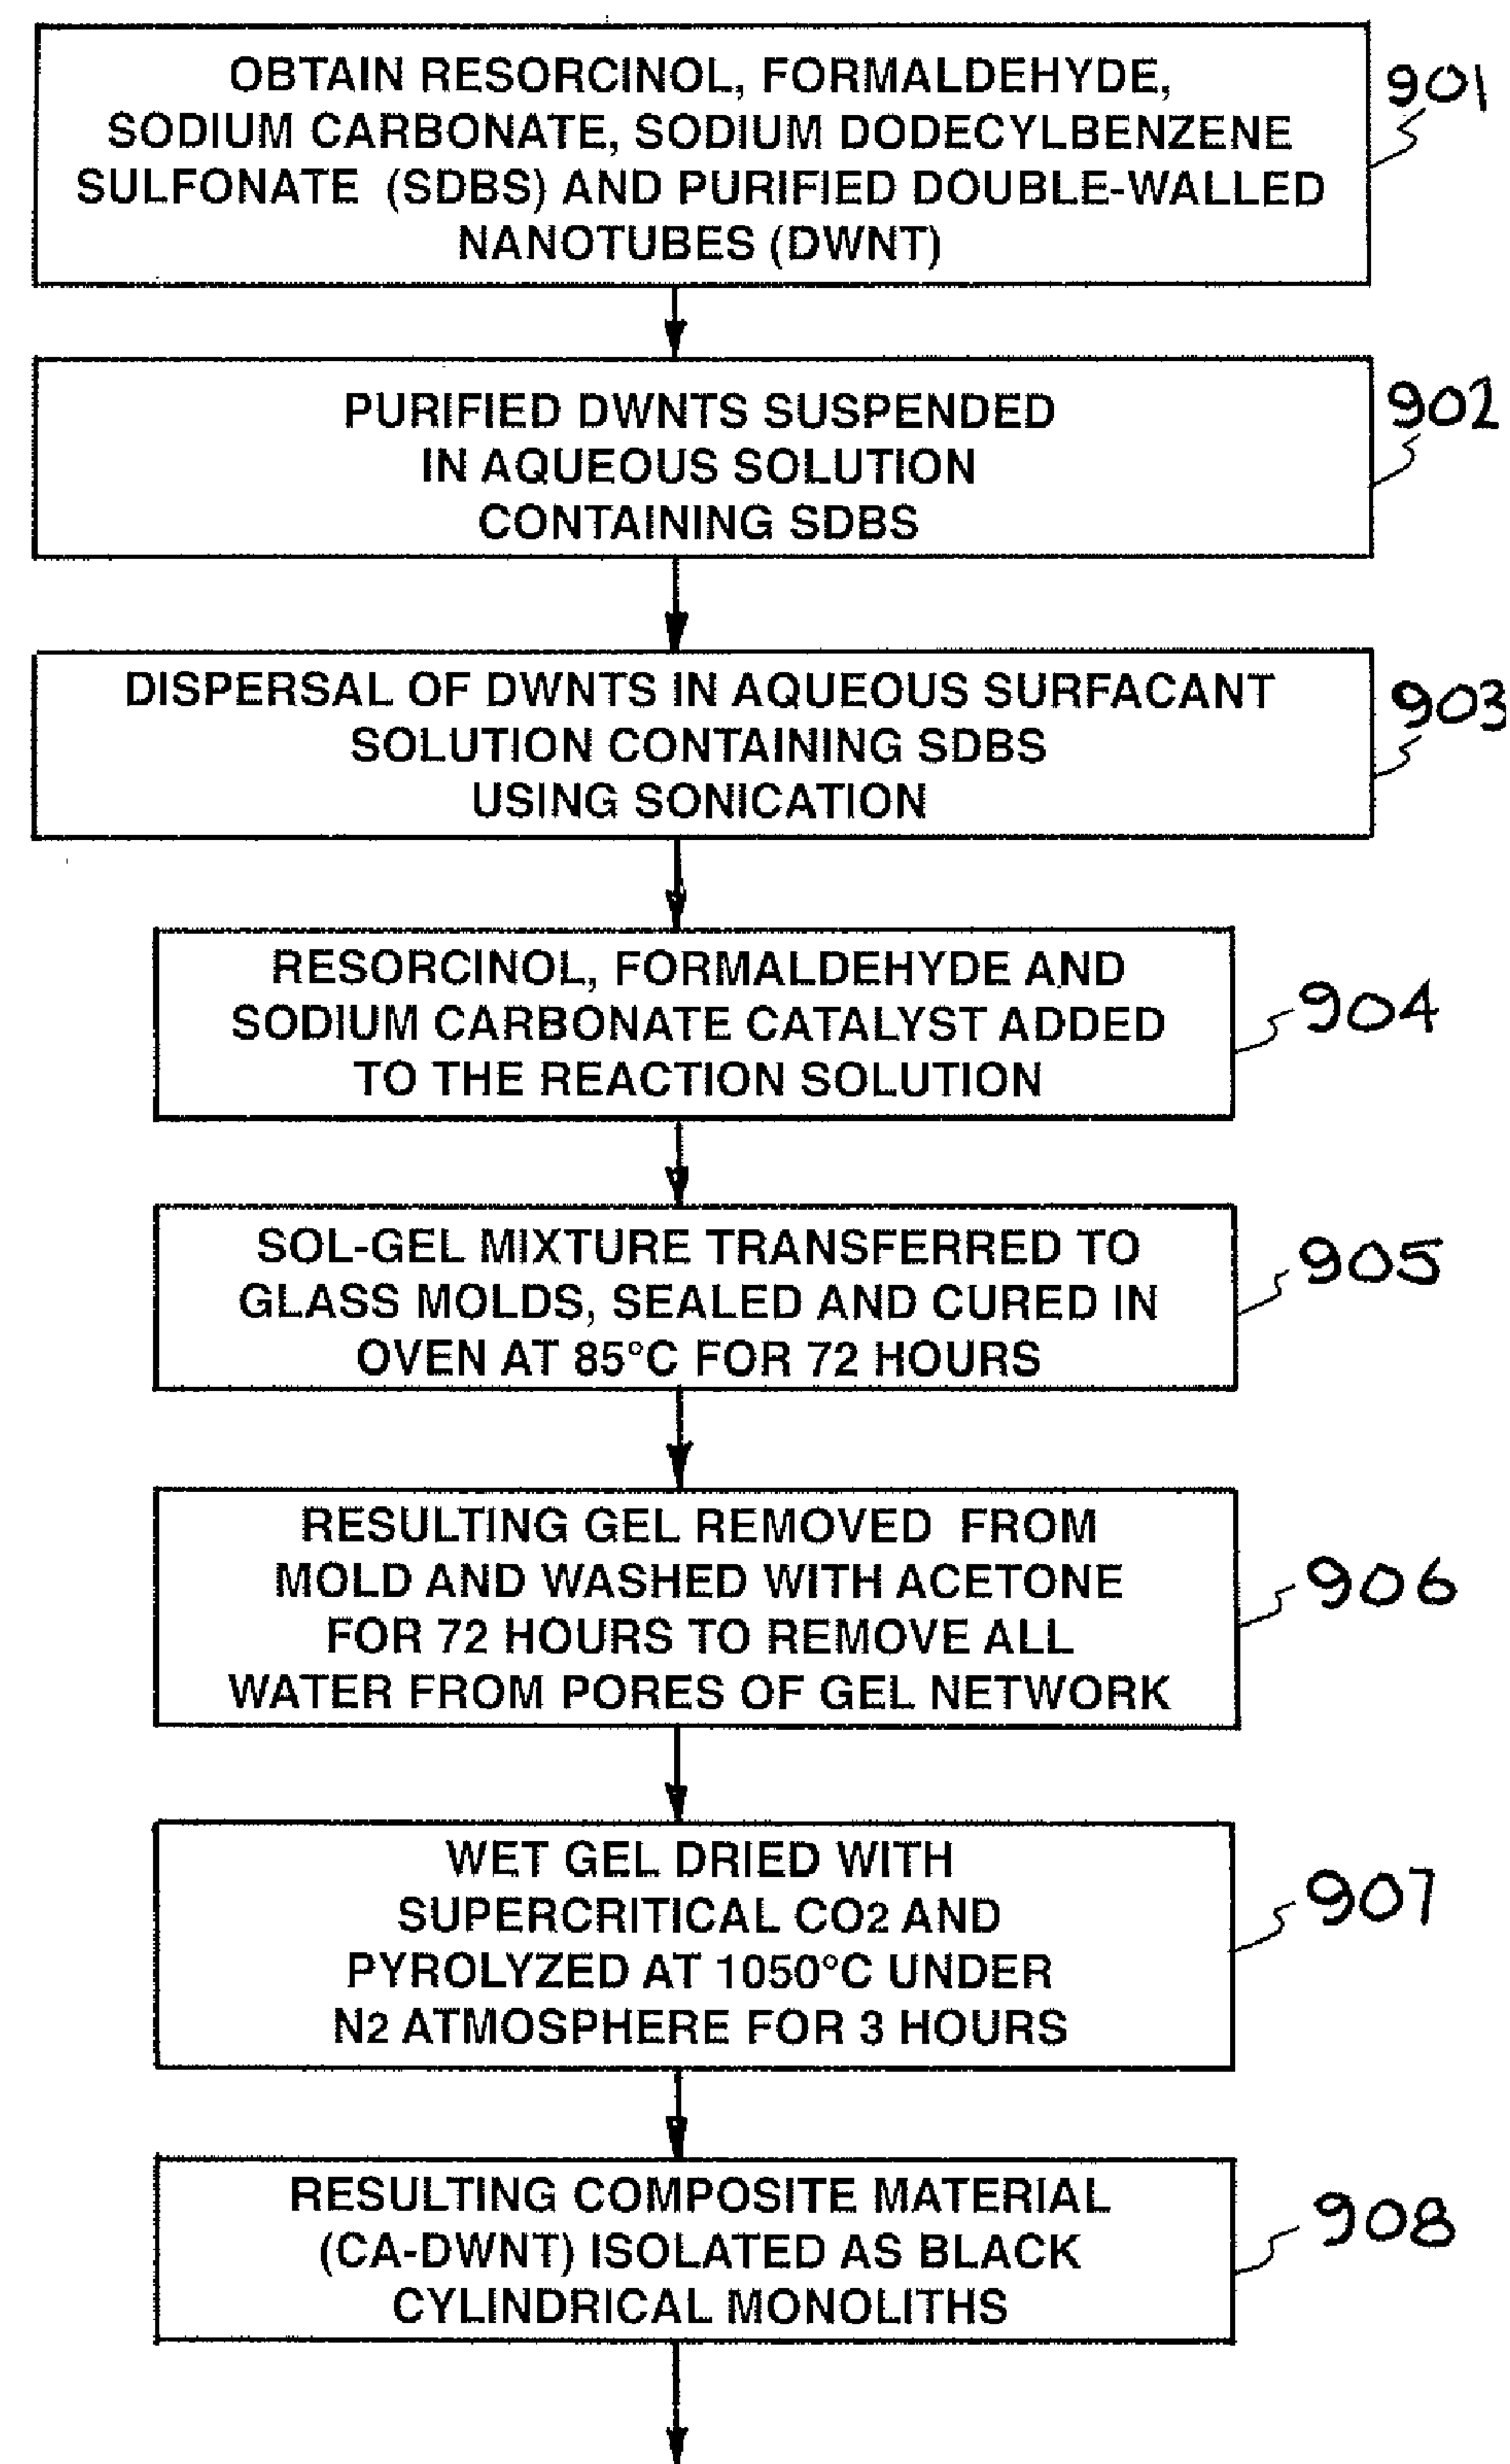 OBTAIN RESORCINOL, FORMALDEHYDE,
SODIUM CARBONATE, SODIUM DODECYLBENZENE
SULFONATE (SDBS) AND PURIFIED DOUBLE-WALLED
NANOTUBES (DWNT)
901
PURIFIED DWNTS SUSPENDED
IN AQUEOUS SOLUTION
CONTAINING SDBS
902
DISPERSAL OF DWNTS IN AQUEOUS SURFACANT
SOLUTION CONTAINING SDBS
USING SONICATION
903
RESORCINOL, FORMALDEHYDE AND
SODIUM CARBONATE CATALYST ADDED
TO THE REACTION SOLUTION
904
SOL-GEL MIXTURE TRANSFERRED TO
GLASS MOLDS, SEALED AND CURED IN
OVEN AT 85°C FOR 72 HOURS
905
RESULTING GEL REMOVED FROM
MOLD AND WASHED WITH ACETONE
FOR 72 HOURS TO REMOVE ALL
WATER FROM PORES OF GEL NETWORK
906
WET GEL DRIED WITH
SUPERCRITICAL CO2 AND
PYROLYZED AT 1050°C UNDER
N2 ATMOSPHERE FOR 3 HOURS
907
RESULTING COMPOSITE MATERIAL
(CA-DWNT) ISOLATED AS BLACK
CYLINDRICAL MONOLITHS
908